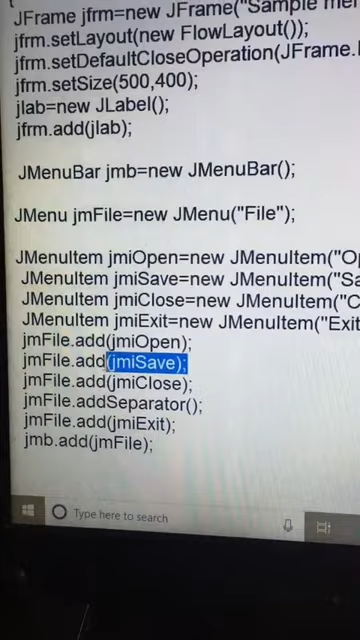 {
JFrame jfrm=new JFrame("Sample
jfrm.setLayout(new FlowLayout());
jfrm.setDefaultCloseOperation(JFrame.
jfrm.setSize(500,400);
jlab=new JLabel();
jfrm.add(jlab);
JMenuBar jmb=new JMenuBar();
JMenu jmFile=new JMenu("File");
JMenuItem jmiOpen=new JMenuItem("Op
JMenuItem jmiSave=new JMenuItem("Sa
JMenuItem jmiClose=new JMenuItem("C
JMenuItem jmiExit=new JMenuItem("Exit
jmFile.add(jmiOpen);
jmFile.add(jmiSave);
jmFile.add(jmiClose);
jmFile.addSeparator();
jmFile.add(jmiExit);
jmb.add(jmFile);
Type here to search